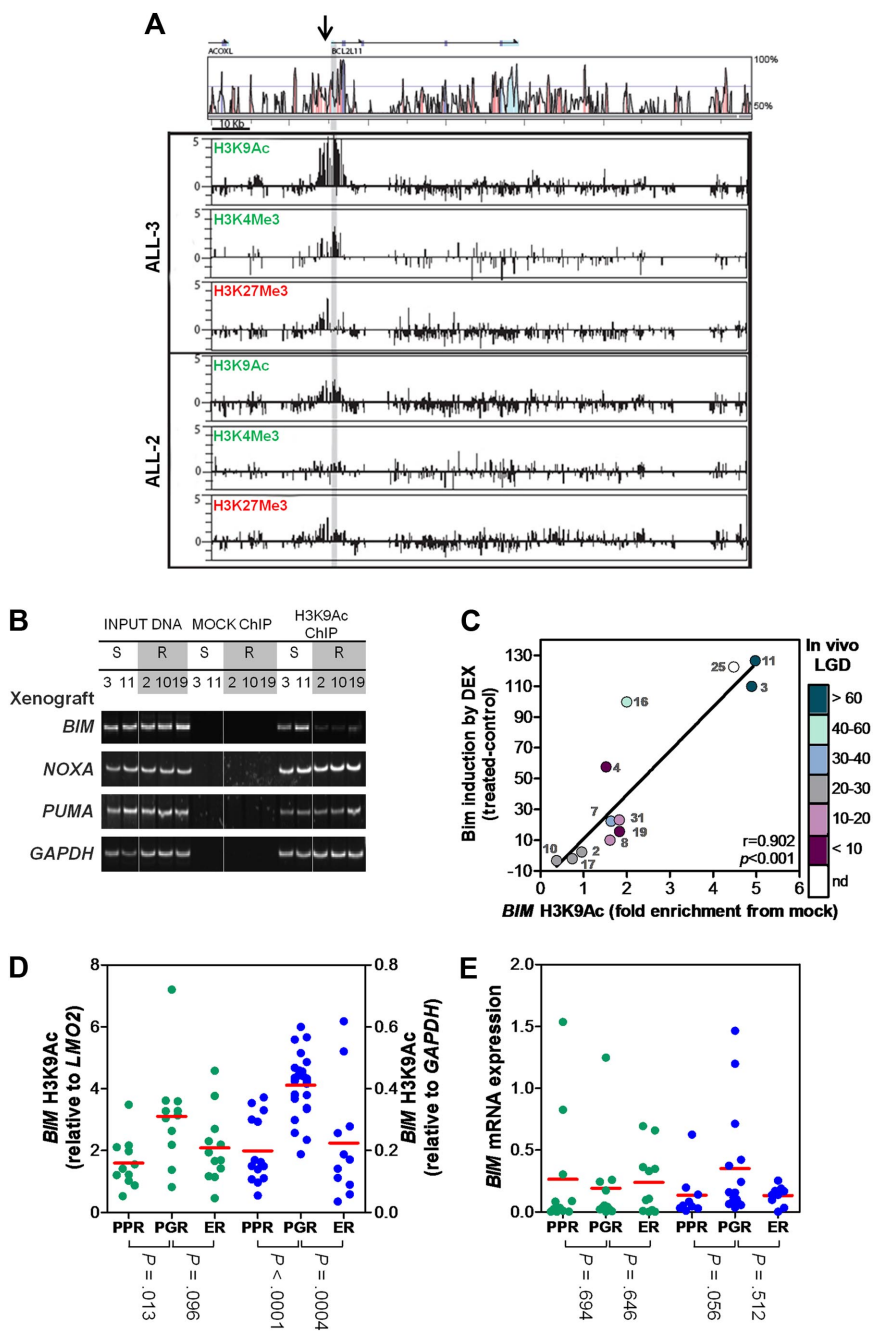 A
ACOXL
BCL2L11
100%
50%
10 Kb
ALL-3
5
0
H3K9Ac
5
0
H3K4Me3
5
0
H3K27Me3
ALL-2
5
0
H3K9Ac
5
0
H3K4Me3
5
0
H3K27Me3
B
INPUT DNA MOCK ChIP H3K9Ac
ChIP
S R S R S R
Xenograft
3 11 2 10 19 3 11 2 10 19 3 11 2 10 19
BIM
NOXA
PUMA
GAPDH
C
Bim induction by DEX
(treated-control)
130
110
90
70
50
30
10
-10
0 1 2 3 4 5 6
BIM H3K9Ac (fold enrichment from mock)
25
11
3
16
4
7
31
19
8
10
2
17
r=0.902
p<0.001
In vivo
LGD
> 60
40-60
30-40
20-30
10-20
< 10
nd
D
BIM H3K9Ac
(relative to LMO2)
8
6
4
2
0
0.8
0.6
0.4
0.2
0.0
BIM H3K9Ac
(relative to GAPDH)
PPR PGR ER PPR PGR ER
P = .013
P = .096
P < .0001
P = .0004
E
BIM mRNA expression
2.0
1.5
1.0
0.5
0.0
PPR PGR ER PPR PGR ER
P = .694
P = .646
P = .056
P = .512